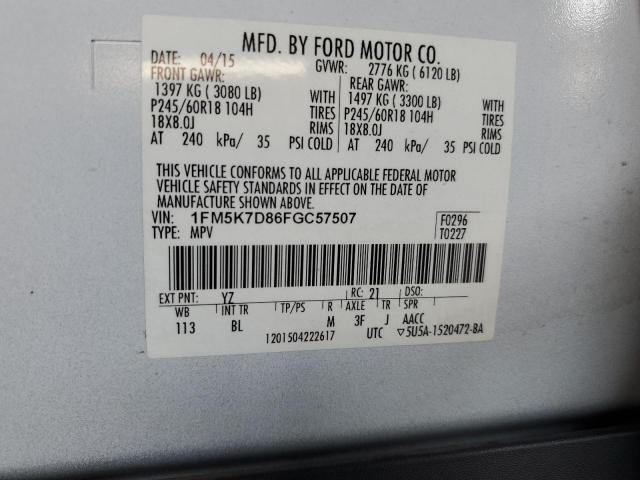 MFD. BY FORD MOTOR CO.
DATE: 04/15 GVWR: 2776 KG ( 6120 LB)
FRONT GAWR: REAR GAWR:
1397 KG ( 3080 LB) WITH 1497 KG ( 3300 LB) WITH
P245/60R18 104H TIRES P245/60R18 104H TIRES
18X8.0J RIMS 18X8.0J RIMS
AT 240 kPa/ 35 PSI COLD AT 240 kPa/ 35 PSI COLD
THIS VEHICLE CONFORMS TO ALL APPLICABLE FEDERAL MOTOR
VEHICLE SAFETY STANDARDS IN EFFECT ON THE DATE OF
MANUFACTURE SHOWN ABOVE.
VIN: 1FM5K7D86FGC57507 F0296
TYPE: MPV T0227
EXT PNT: YZ RC: 21 DSO:
WB INT TR TP/PS R AXLE TR SPR
113 BL M 3F J AACC
1201504222617 UTC ▽5U5A-1520472-BA